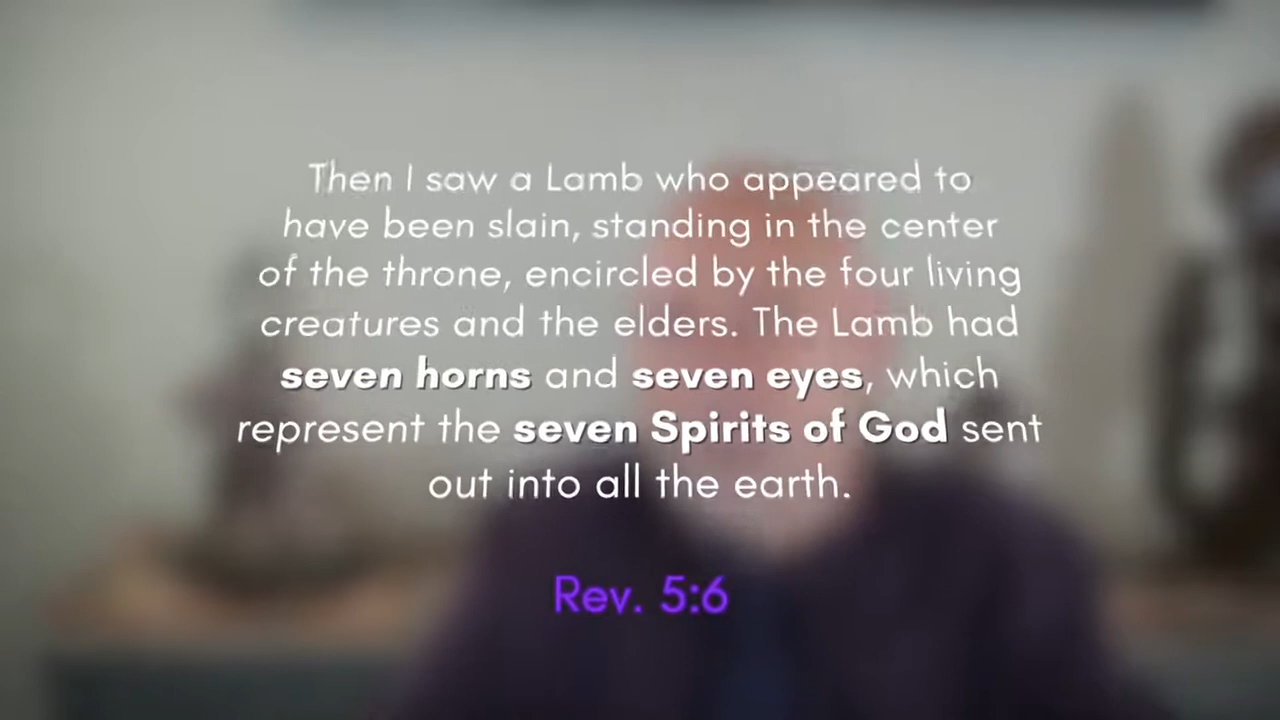 Then I saw a Lamb who appeared to
have been slain, standing in the center
of the throne, encircled by the four living
creatures and the elders. The Lamb had
seven horns and seven eyes, which
represent the seven Spirits of God sent
out into all the earth.
Rev. 5:6